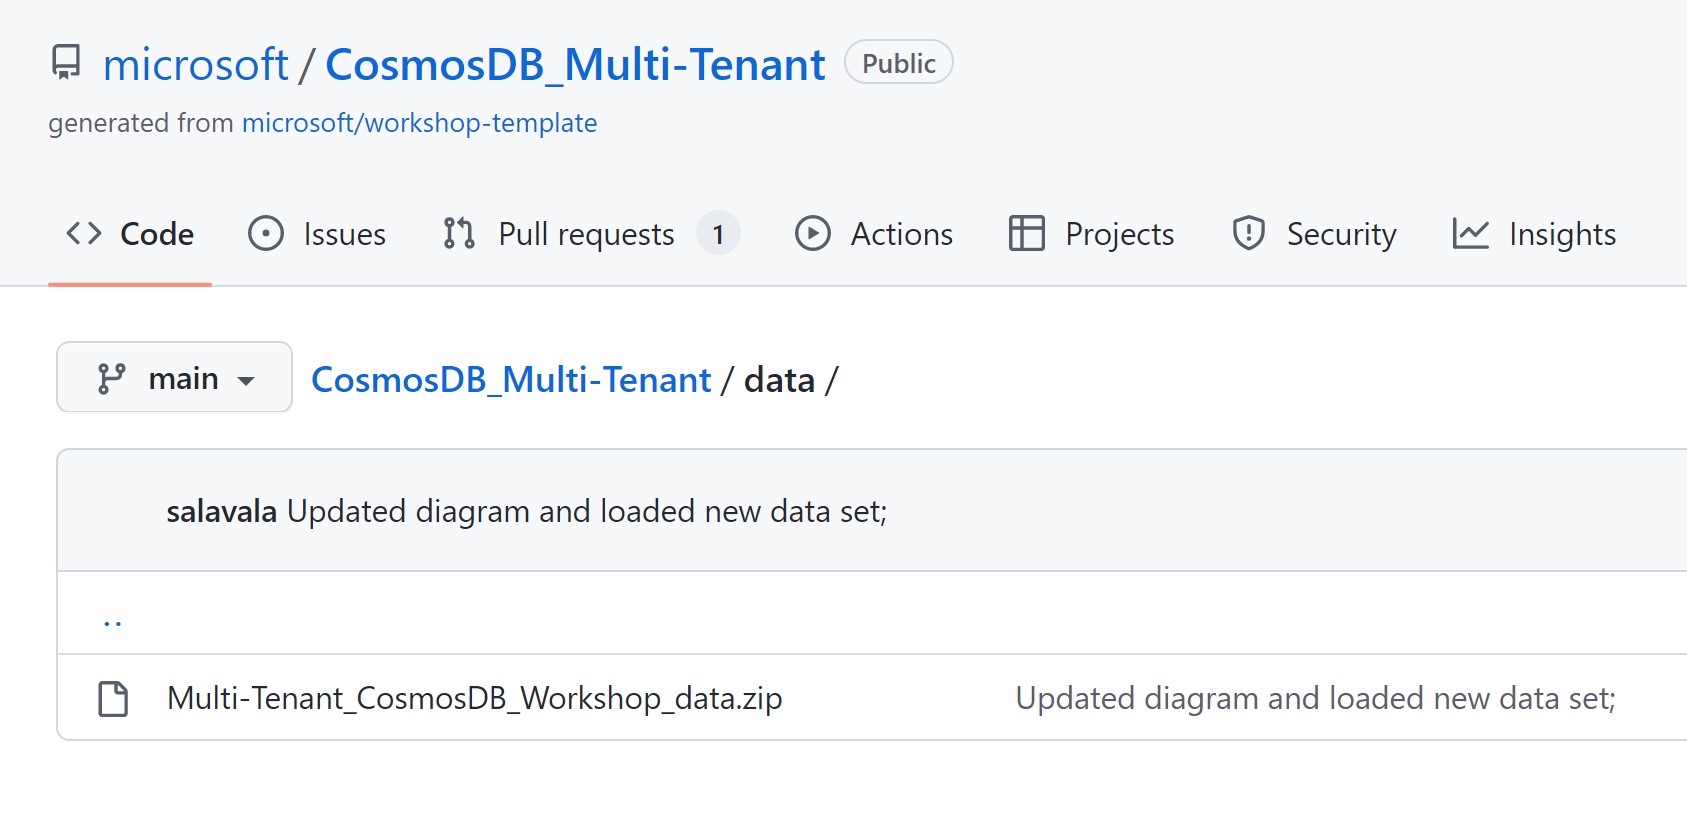 microsoft / CosmosDB_Multi-Tenant Public
generated from microsoft/workshop-template
Code Issues Pull requests 1 Actions Projects Security Insights
main CosmosDB_Multi-Tenant / data /
salavala Updated diagram and loaded new data set;
..
Multi-Tenant_CosmosDB_Workshop_data.zip Updated diagram and loaded new data set;